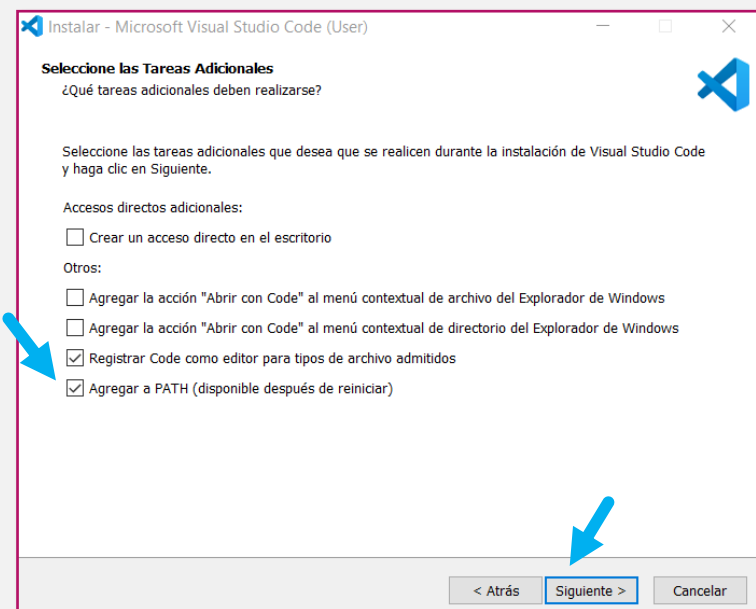 Instalar - Microsoft Visual Studio Code (User)
Seleccione las Tareas Adicionales
¿Qué tareas adicionales deben realizarse?
Seleccione las tareas adicionales que desea que se realicen durante la instalación de Visual Studio Code
y haga clic en Siguiente.
Accesos directos adicionales:
Crear un acceso directo en el escritorio
Otros:
Agregar la acción "Abrir con Code" al menú contextual de archivo del Explorador de Windows
Agregar la acción "Abrir con Code" al menú contextual de directorio del Explorador de Windows
Registrar Code como editor para tipos de archivo admitidos
Agregar a PATH (disponible después de reiniciar)
< Atrás Siguiente > Cancelar